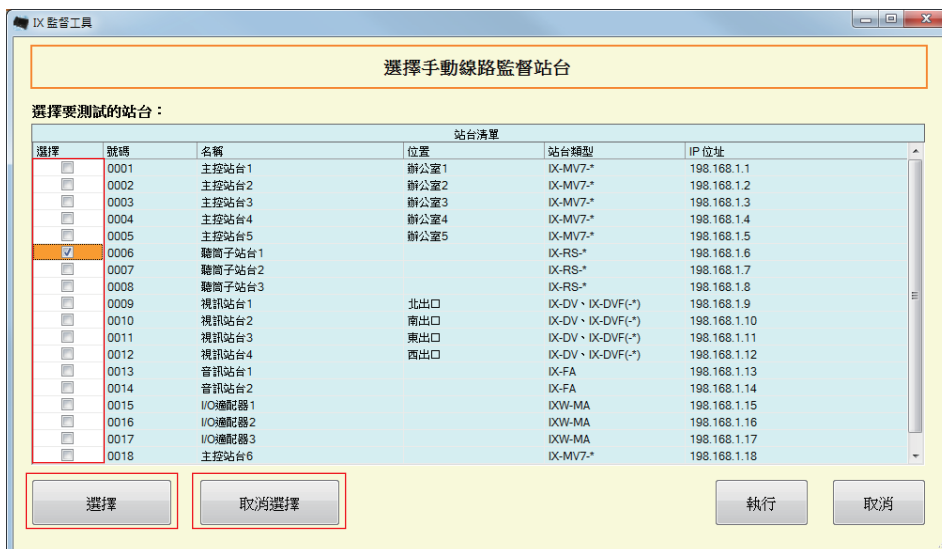 IX 監督工具
選擇手動線路監督站台
選擇要測試的站台：
站台清單
選擇 號碼 名稱 位置 站台類型 IP 位址
0001 主控站台1 辦公室1 IX-MV7-* 198.168.1.1
0002 主控站台2 辦公室2 IX-MV7-* 198.168.1.2
0003 主控站台3 辦公室3 IX-MV7-* 198.168.1.3
0004 主控站台4 辦公室4 IX-MV7-* 198.168.1.4
0005 主控站台5 辦公室5 IX-MV7-* 198.168.1.5
0006 聽筒子站台1 IX-RS-* 198.168.1.6
0007 聽筒子站台2 IX-RS-* 198.168.1.7
0008 聽筒子站台3 IX-RS-* 198.168.1.8
0009 視訊站台1 北出口 IX-DV、IX-DVF(-*) 198.168.1.9
0010 視訊站台2 南出口 IX-DV、IX-DVF(-*) 198.168.1.10
0011 視訊站台3 東出口 IX-DV、IX-DVF(-*) 198.168.1.11
0012 視訊站台4 西出口 IX-DV、IX-DVF(-*) 198.168.1.12
0013 音訊站台1 IX-FA 198.168.1.13
0014 音訊站台2 IX-FA 198.168.1.14
0015 I/O適配器1 IXW-MA 198.168.1.15
0016 I/O適配器2 IXW-MA 198.168.1.16
0017 I/O適配器3 IXW-MA 198.168.1.17
0018 主控站台6 IX-MV7-* 198.168.1.18
選擇 取消選擇 執行 取消